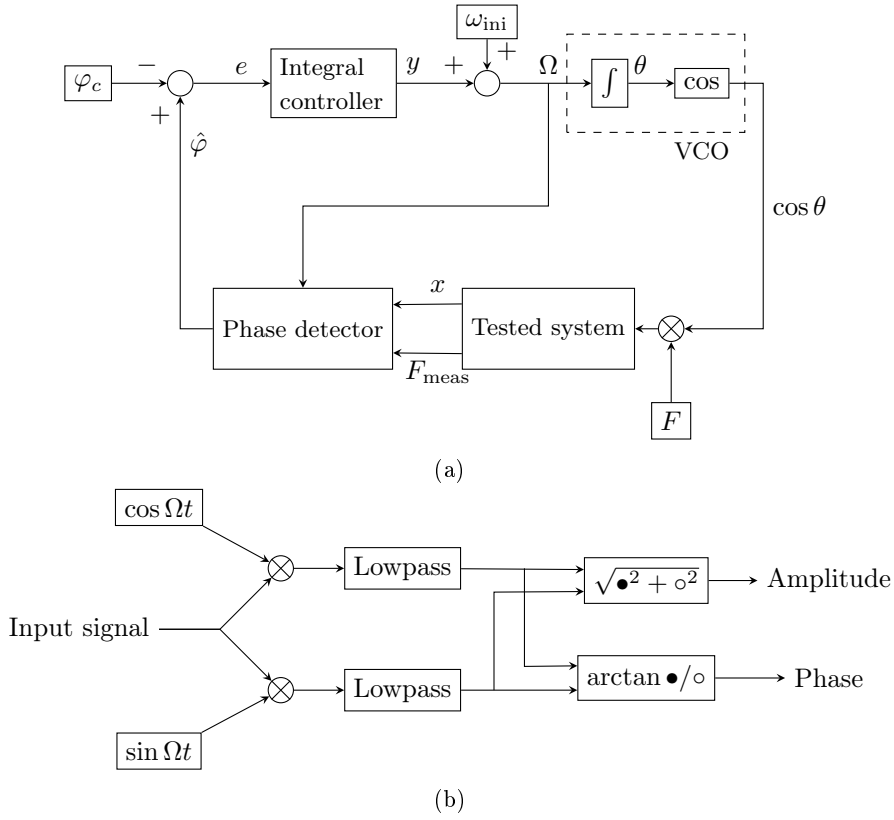 ω_ini
φ_c
−
+
e
Integral
controller
y
+
+
Ω
∫
θ
cos
VCO
φ̂
cos θ
Phase detector
x
F_meas
Tested system
F
(a)
cos Ωt
Lowpass
√•² + ∘²
Amplitude
Input signal
Lowpass
arctan •/∘
Phase
sin Ωt
(b)